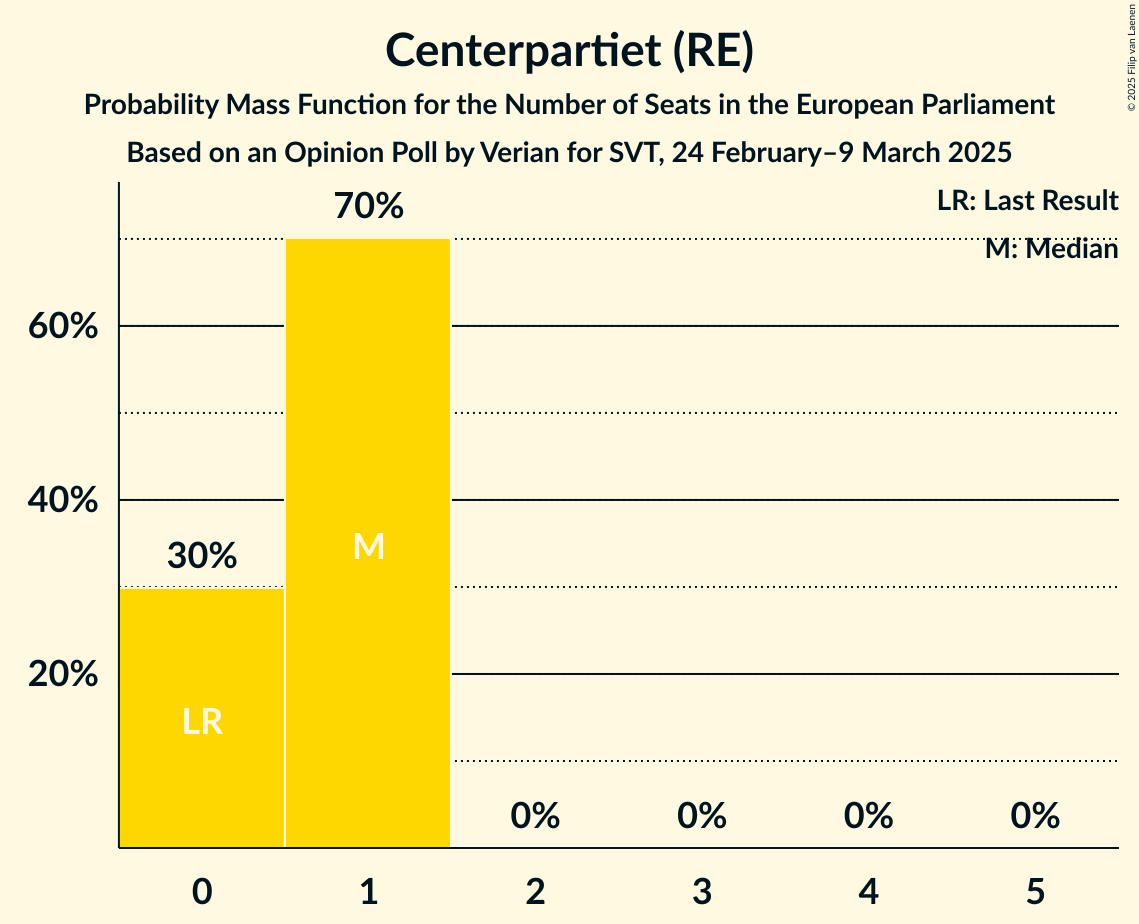 Centerpartiet (RE)
Probability Mass Function for the Number of Seats in the European Parliament
Based on an Opinion Poll by Verian for SVT, 24 February–9 March 2025
© 2025 Filip van Laenen
LR: Last Result
M: Median
70%
60%
40%
30%
20%
M
LR
0% 0% 0% 0%
0 1 2 3 4 5